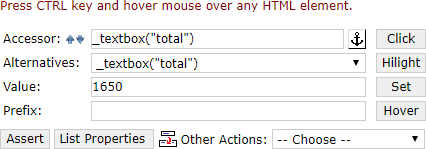 Press CTRL key and hover mouse over any HTML element.
Accessor: _textbox("total") Click
Alternatives: _textbox("total") Hilight
Value: 1650 Set
Prefix: Hover
Assert List Properties Other Actions: -- Choose --